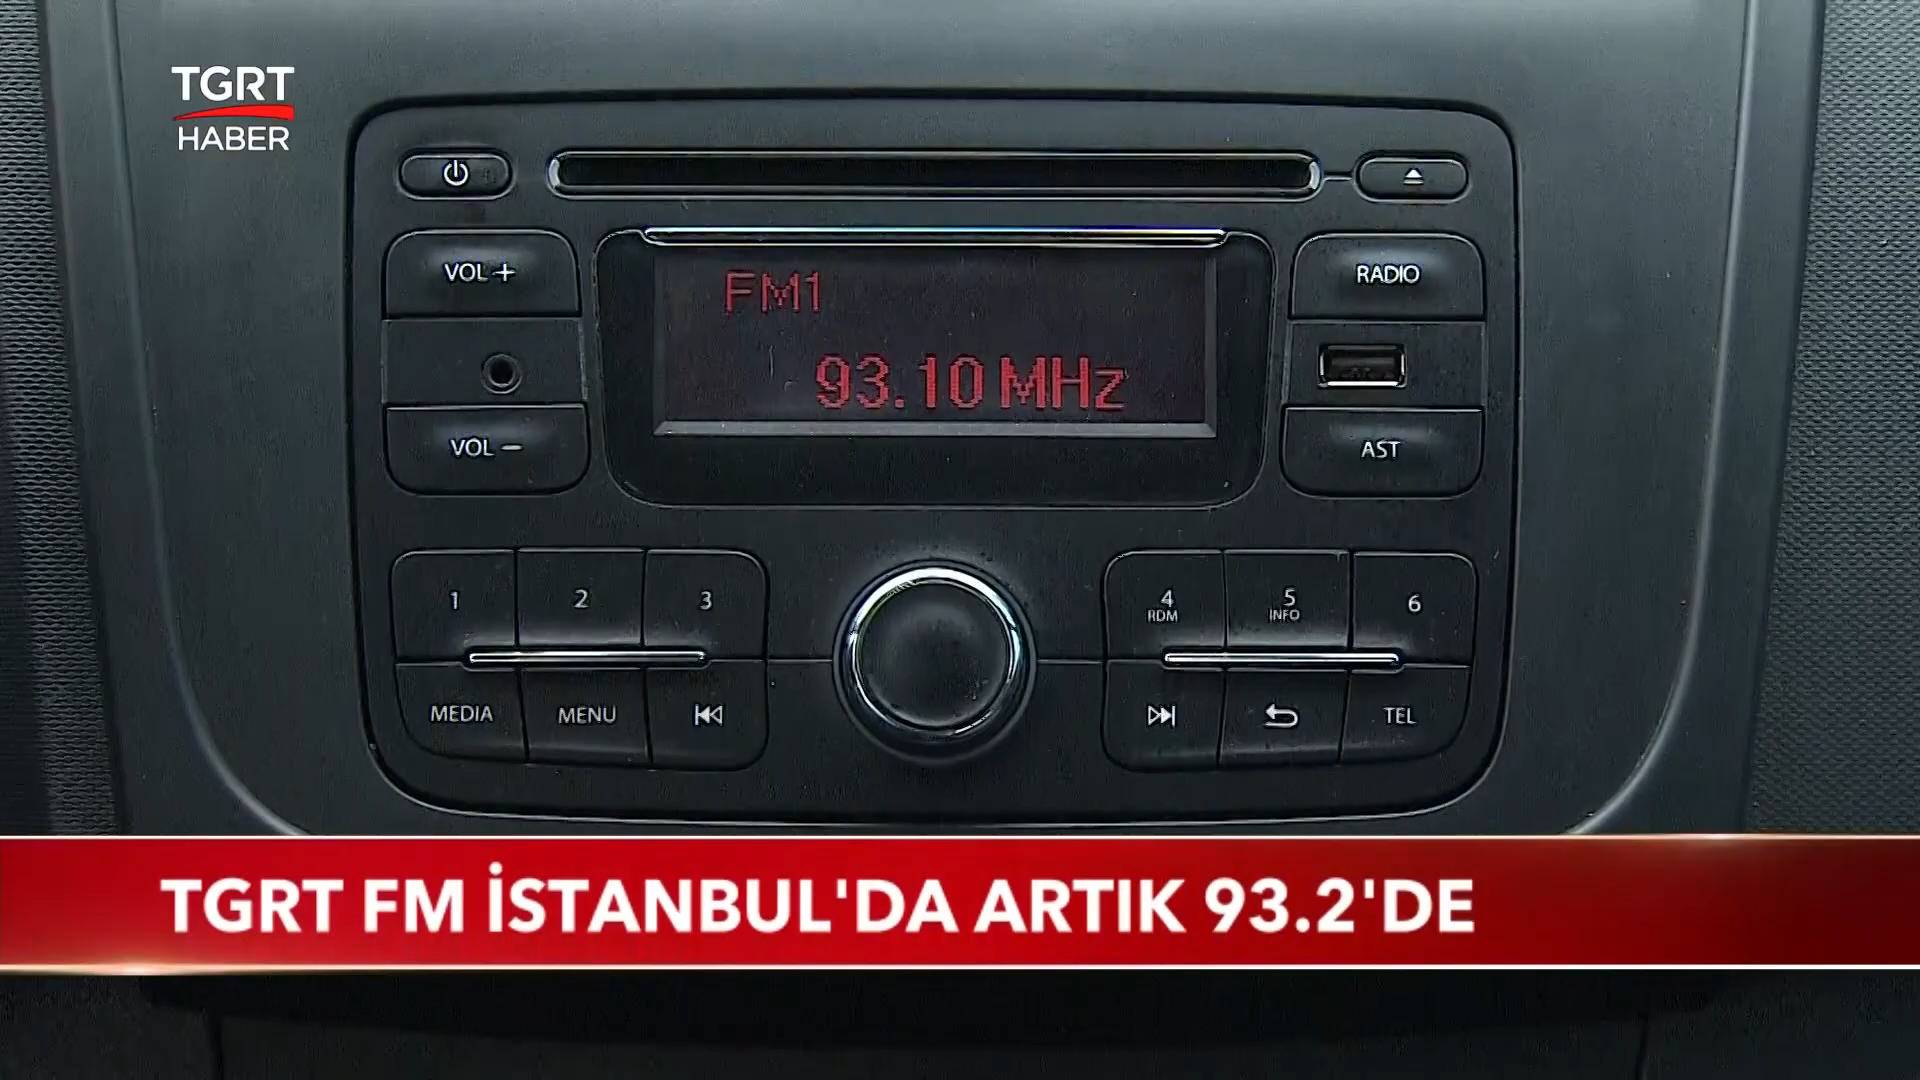 TGRT
HABER
VOL +
RADIO
FM1
93.10 MHz
VOL −
AST
1
2
3
4
RDM
5
INFO
6
MEDIA
MENU
TEL
TGRT FM İSTANBUL'DA ARTIK 93.2'DE